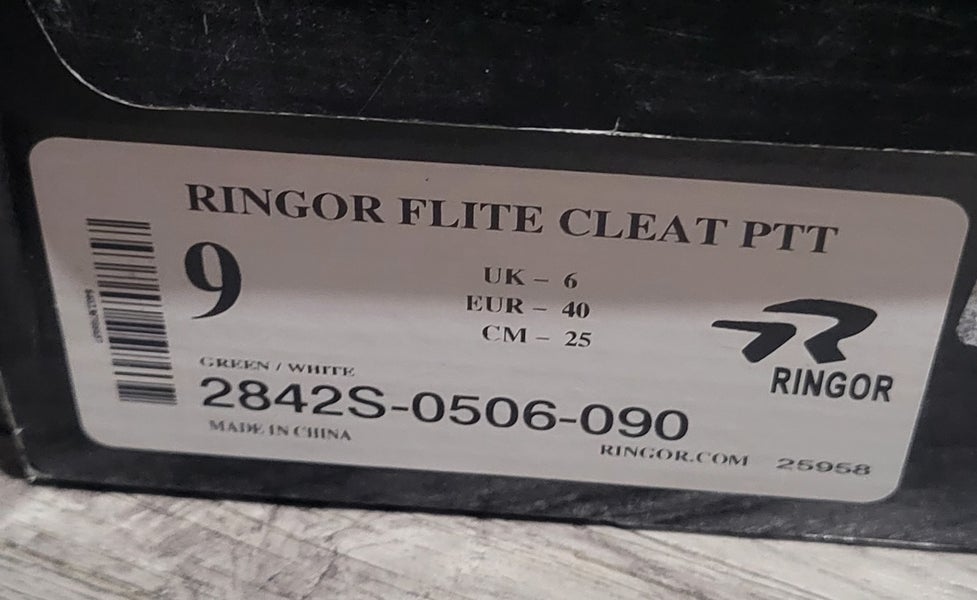 RINGOR FLITE CLEAT PTT
9
UK - 6
EUR - 40
CM - 25
RINGOR
GREEN / WHITE
2842S-0506-090
MADE IN CHINA
RINGOR.COM 25958